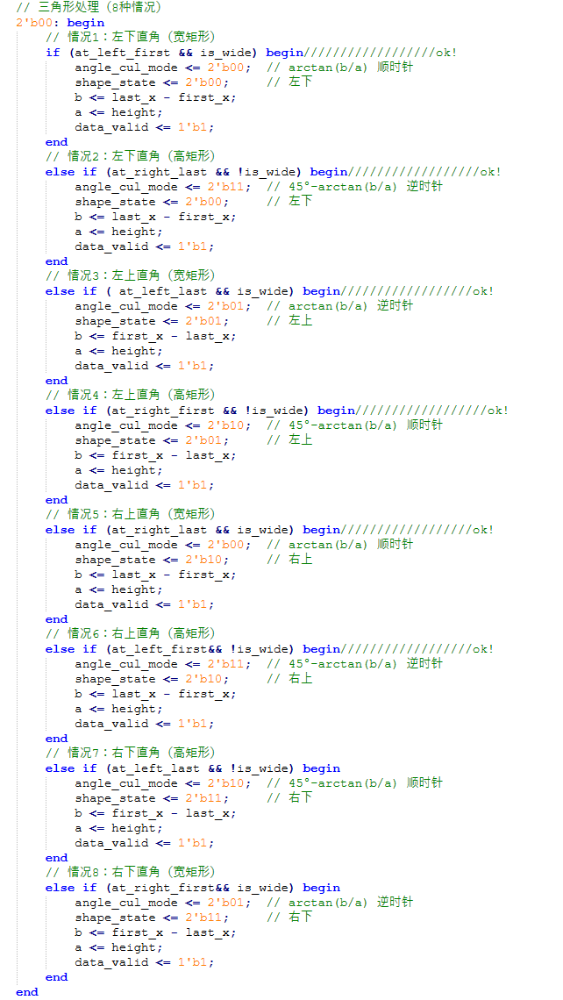 // 三角形处理 (8种情况)
2'b00: begin
// 情况1：左下直角 (宽矩形)
if (at_left_first && is_wide) begin//////////////////ok!
angle_cul_mode <= 2'b00;  // arctan(b/a) 顺时针
shape_state <= 2'b00;     // 左下
b <= last_x - first_x;
a <= height;
data_valid <= 1'b1;
end
// 情况2：左下直角 (高矩形)
else if (at_right_last && !is_wide) begin//////////////////ok!
angle_cul_mode <= 2'b11;  // 45°-arctan(b/a) 逆时针
shape_state <= 2'b00;     // 左下
b <= last_x - first_x;
a <= height;
data_valid <= 1'b1;
end
// 情况3：左上直角 (宽矩形)
else if ( at_left_last && is_wide) begin//////////////////ok!
angle_cul_mode <= 2'b01;  // arctan(b/a) 逆时针
shape_state <= 2'b01;     // 左上
b <= first_x - last_x;
a <= height;
data_valid <= 1'b1;
end
// 情况4：左上直角 (高矩形)
else if (at_right_first && !is_wide) begin//////////////////ok!
angle_cul_mode <= 2'b10;  // 45°-arctan(b/a) 顺时针
shape_state <= 2'b01;     // 左上
b <= first_x - last_x;
a <= height;
data_valid <= 1'b1;
end
// 情况5：右上直角 (宽矩形)
else if (at_right_last && is_wide) begin//////////////////ok!
angle_cul_mode <= 2'b00;  // arctan(b/a) 顺时针
shape_state <= 2'b10;     // 右上
b <= last_x - first_x;
a <= height;
data_valid <= 1'b1;
end
// 情况6：右上直角 (高矩形)
else if (at_left_first&& !is_wide) begin//////////////////ok!
angle_cul_mode <= 2'b11;  // 45°-arctan(b/a) 逆时针
shape_state <= 2'b10;     // 右上
b <= last_x - first_x;
a <= height;
data_valid <= 1'b1;
end
// 情况7：右下直角 (高矩形)
else if (at_left_last && !is_wide) begin
angle_cul_mode <= 2'b10;  // 45°-arctan(b/a) 顺时针
shape_state <= 2'b11;     // 右下
b <= first_x - last_x;
a <= height;
data_valid <= 1'b1;
end
// 情况8：右下直角 (宽矩形)
else if (at_right_first&& is_wide) begin
angle_cul_mode <= 2'b01;  // arctan(b/a) 逆时针
shape_state <= 2'b11;     // 右下
b <= first_x - last_x;
a <= height;
data_valid <= 1'b1;
end
end